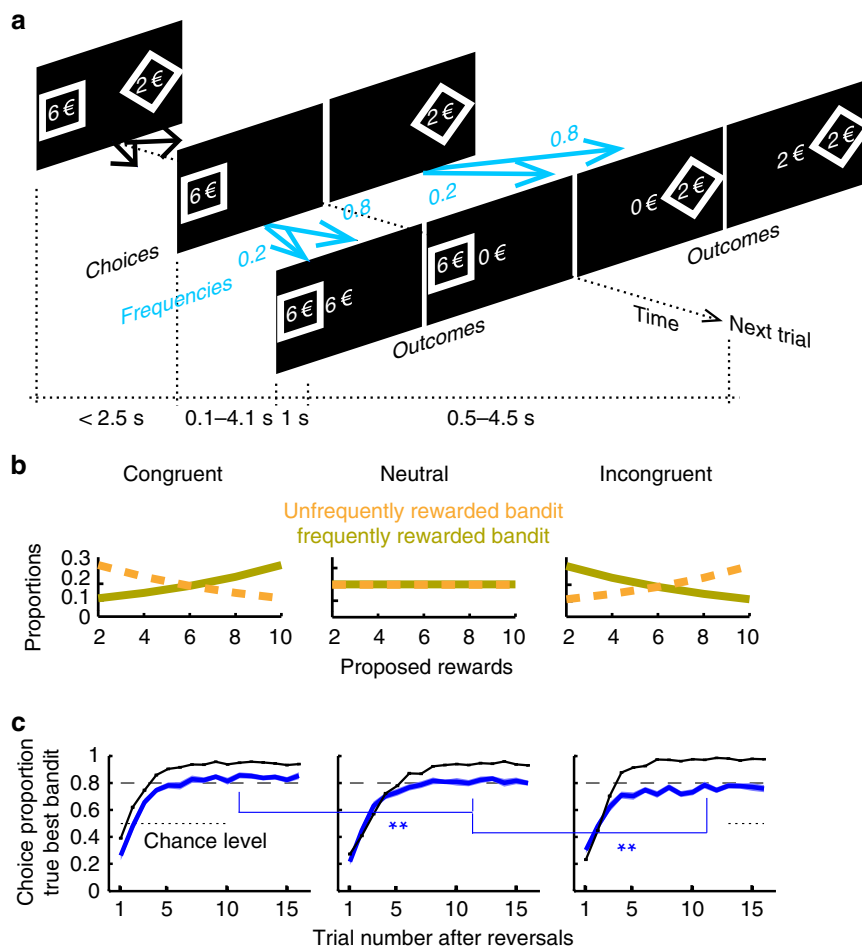 a
6 €
2 €
6 €
2 €
0.8
0.2
0.8
0.2
Choices
Frequencies
6 € 6 €
6 € 0 €
0 € 2 €
2 € 2 €
Outcomes
Outcomes
Time
Next trial
< 2.5 s
0.1–4.1 s
1 s
0.5–4.5 s
b
Congruent
Neutral
Incongruent
Unfrequently rewarded bandit
frequently rewarded bandit
Proportions
0.3
0.2
0.1
0
2 4 6 8 10
2 4 6 8 10
2 4 6 8 10
Proposed rewards
c
Choice proportion
true best bandit
1
0.8
0.6
0.4
0.2
0
Chance level
**
**
1 5 10 15
1 5 10 15
1 5 10 15
Trial number after reversals